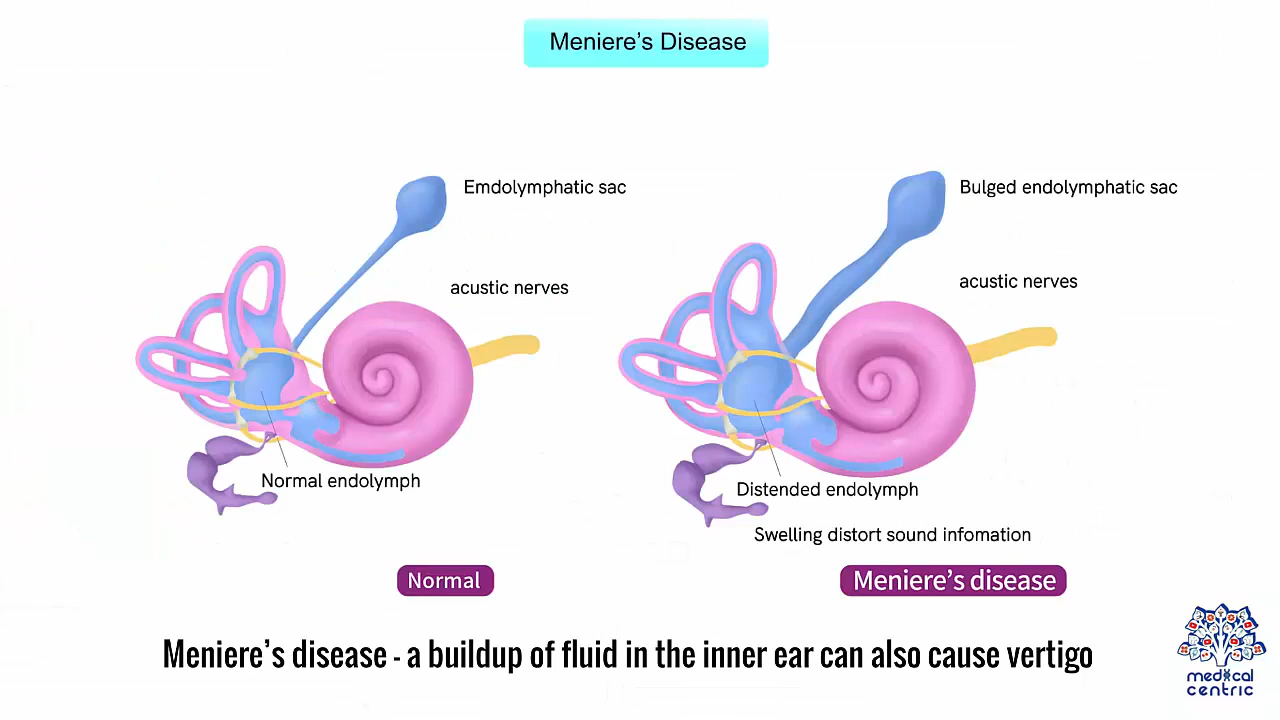 Meniere's Disease
Emdolymphatic sac
Bulged endolymphatic sac
acustic nerves
acustic nerves
Normal endolymph
Distended endolymph
Swelling distort sound infomation
Normal
Meniere's disease
Meniere's disease - a buildup of fluid in the inner ear can also cause vertigo
medical
centric